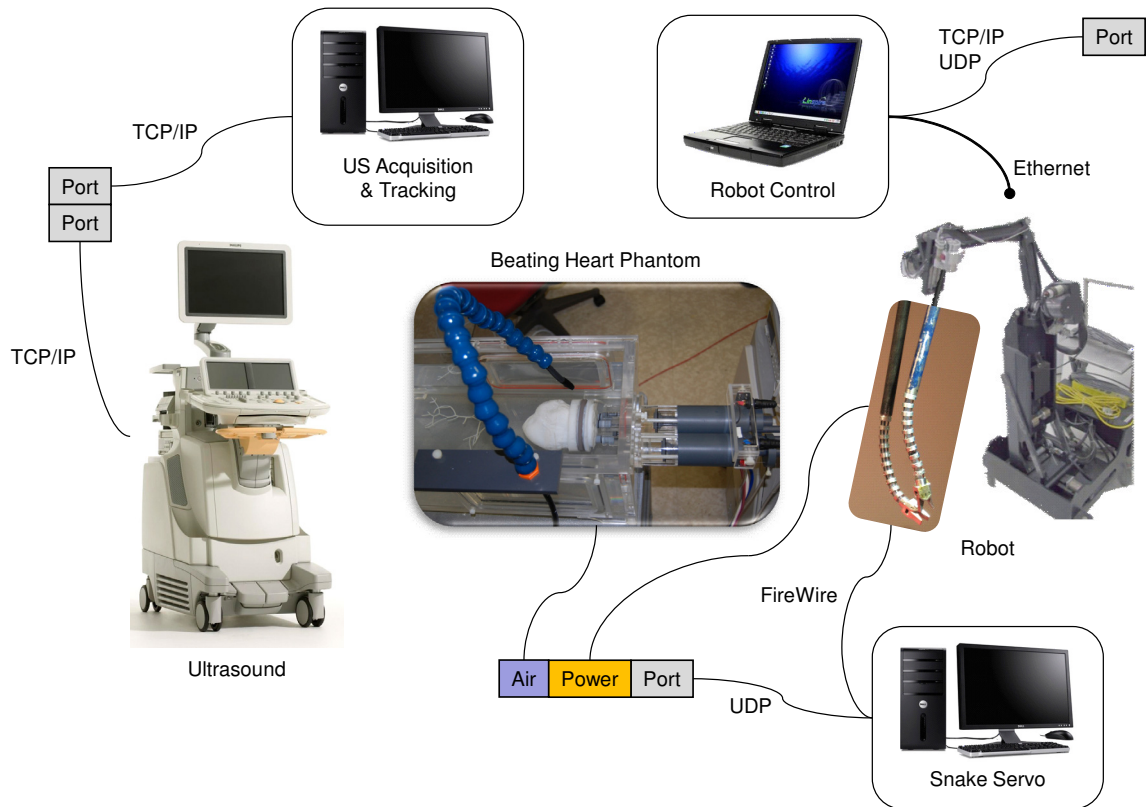 TCP/IP
US Acquisition
& Tracking
Robot Control
TCP/IP
UDP
Port
Ethernet
Port
Port
TCP/IP
Ultrasound
Beating Heart Phantom
Robot
FireWire
Air
Power
Port
UDP
Snake Servo